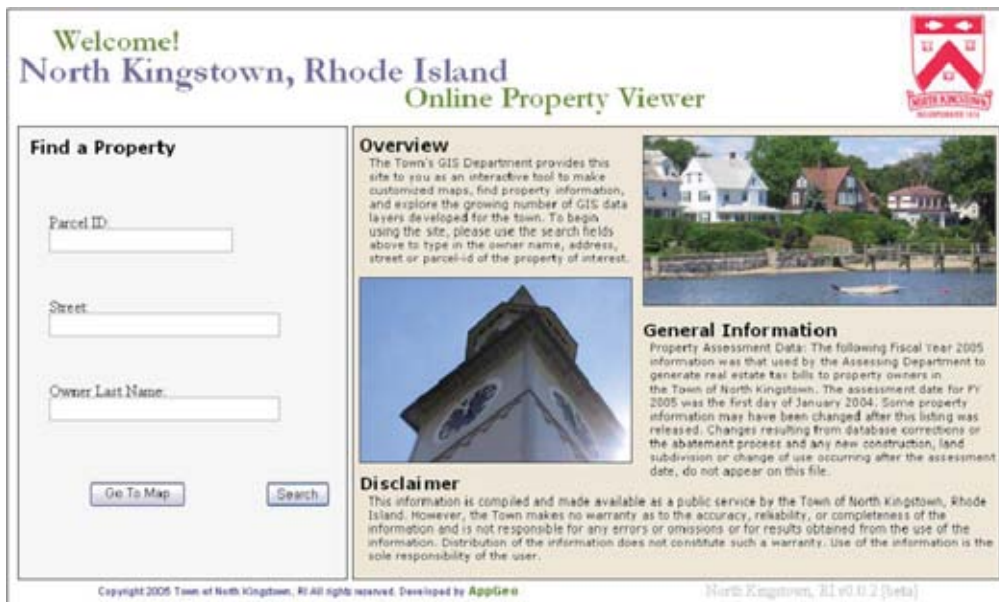 Welcome!
North Kingstown, Rhode Island
Online Property Viewer
NORTH KINGSTOWN
INCORPORATED 1674
Find a Property
Parcel ID:
Street:
Owner Last Name:
Go To Map
Search
Overview
The Town's GIS Department provides this
site to you as an interactive tool to make
customized maps, find property information,
and explore the growing number of GIS data
layers developed for the town. To begin
using the site, please use the search fields
above to type in the owner name, address,
street or parcel-id of the property of interest.
General Information
Property Assessment Data: The following Fiscal Year 2005
information was that used by the Assessing Department to
generate real estate tax bills to property owners in
the Town of North Kingstown. The assessment date for FY
2005 was the first day of January 2004. Some property
information may have been changed after this listing was
released. Changes resulting from database corrections or
the abatement process and any new construction, land
subdivision or change of use occurring after the assessment
date, do not appear on this file.
Disclaimer
This information is compiled and made available as a public service by the Town of North Kingstown, Rhode
Island. However, the Town makes no warranty as to the accuracy, reliability, or completeness of the
information and is not responsible for any errors or omissions or for results obtained from the use of the
information. Distribution of the information does not constitute such a warranty. Use of the information is the
sole responsibility of the user.
Copyright 2005 Town of North Kingstown, RI All rights reserved. Developed by AppGeo
North Kingstown, RI v0.0.2 [beta]